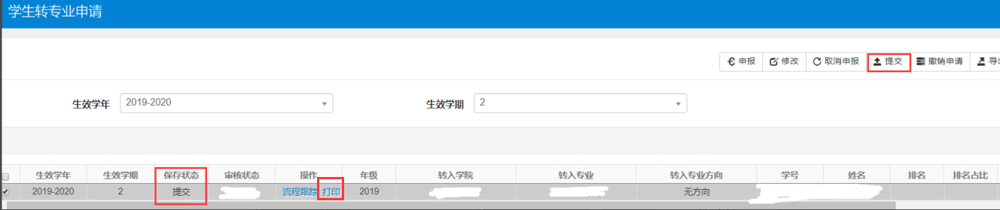 学生转专业申请
申报 修改 取消申报 提交 撤销申请 导出
生效学年 2019-2020 生效学期 2
生效学年 生效学期 保存状态 审核状态 操作 年级 转入学院 转入专业 转入专业方向 学号 姓名 排名 排名占比
2019-2020 2 提交 流程跟踪 打印 2019 无方向